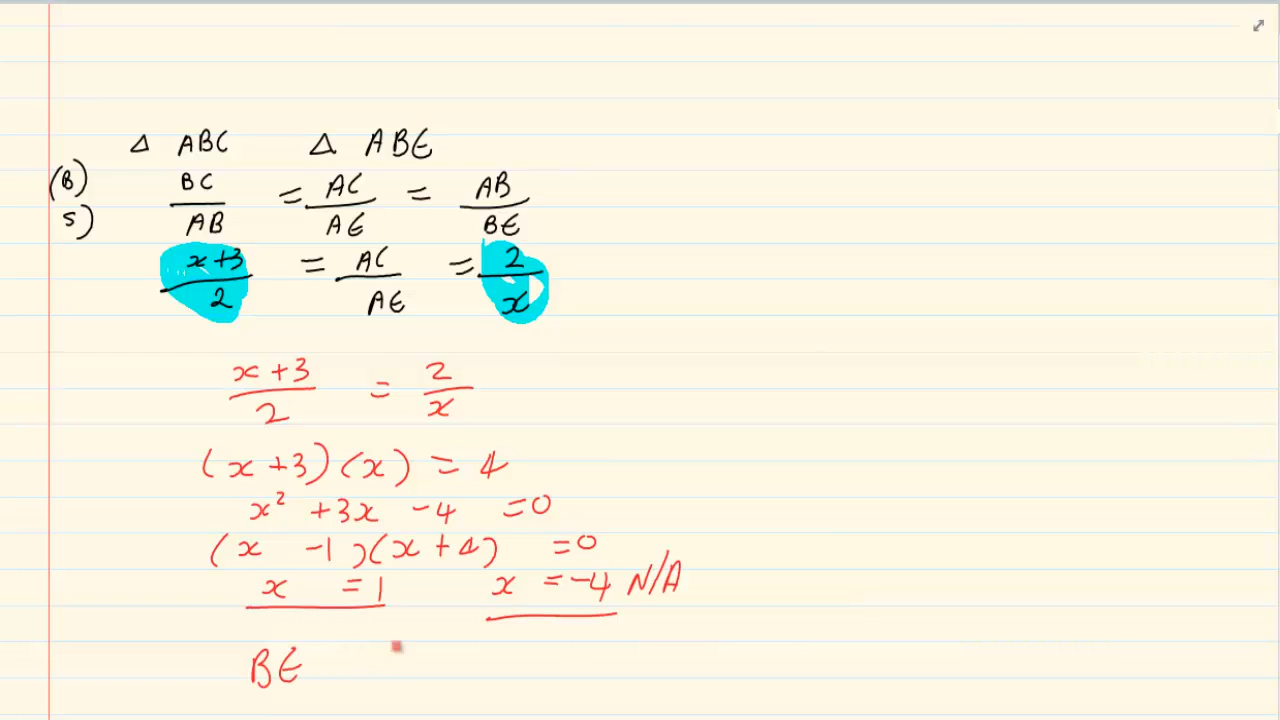 Δ ABC Δ ABE
(B) BC/AB = AC/AE = AB/BE
5) x+3/2 = AC/AE = 2/x
x+3/2 = 2/x
(x+3)(x) = 4
x² +3x -4 =0
(x -1)(x+4) =0
x =1 x =-4 N/A
BE